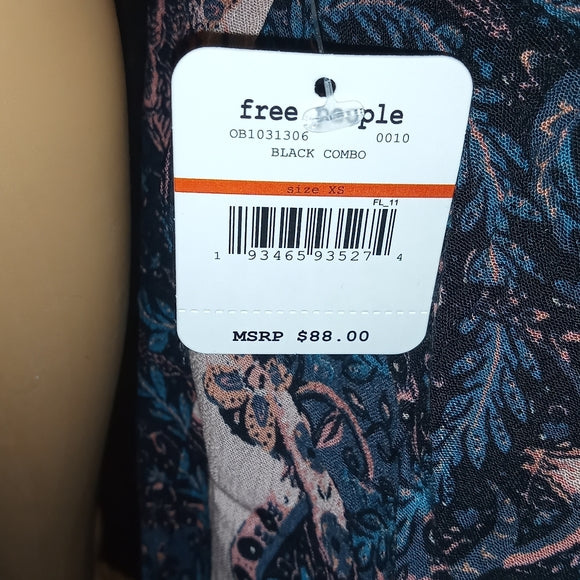 free people
OB1031306 0010
BLACK COMBO
size XS
FL_11
1 93465 93527 4
MSRP $88.00